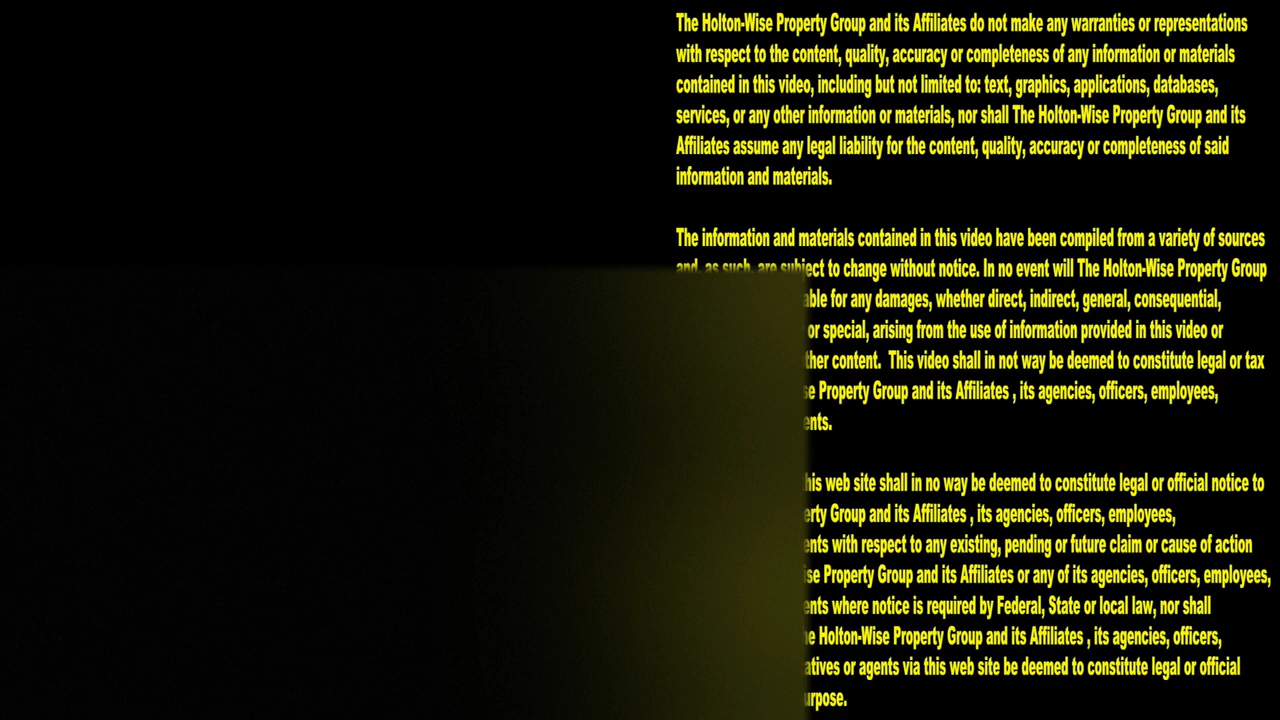 The Holton-Wise Property Group and its Affiliates do not make any warranties or representations
with respect to the content, quality, accuracy or completeness of any information or materials
contained in this video, including but not limited to: text, graphics, applications, databases,
services, or any other information or materials, nor shall The Holton-Wise Property Group and its
Affiliates assume any legal liability for the content, quality, accuracy or completeness of said
information and materials.
The information and materials contained in this video have been compiled from a variety of sources
and, as such, are subject to change without notice. In no event will The Holton-Wise Property Group
for any damages, whether direct, indirect, general, consequential,
or special, arising from the use of information provided in this video or
content. This video shall in not way be deemed to constitute legal or tax
Property Group and its Affiliates , its agencies, officers, employees,
web site shall in no way be deemed to constitute legal or official notice to
Group and its Affiliates , its agencies, officers, employees,
with respect to any existing, pending or future claim or cause of action
Property Group and its Affiliates or any of its agencies, officers, employees,
where notice is required by Federal, State or local law, nor shall
Holton-Wise Property Group and its Affiliates , its agencies, officers,
or agents via this web site be deemed to constitute legal or official